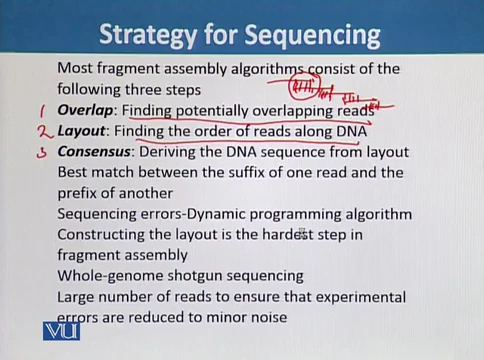 Strategy for Sequencing
Most fragment assembly algorithms consist of the
following three steps
1 Overlap: Finding potentially overlapping reads
2 Layout: Finding the order of reads along DNA
3 Consensus: Deriving the DNA sequence from layout
Best match between the suffix of one read and the
prefix of another
Sequencing errors-Dynamic programming algorithm
Constructing the layout is the hardest step in
fragment assembly
Whole-genome shotgun sequencing
Large number of reads to ensure that experimental
errors are reduced to minor noise
VU